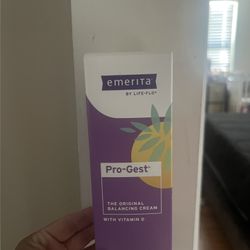 emerita
BY LIFE-FLO®
Pro-Gest®
THE ORIGINAL
BALANCING CREAM
WITH VITAMIN E